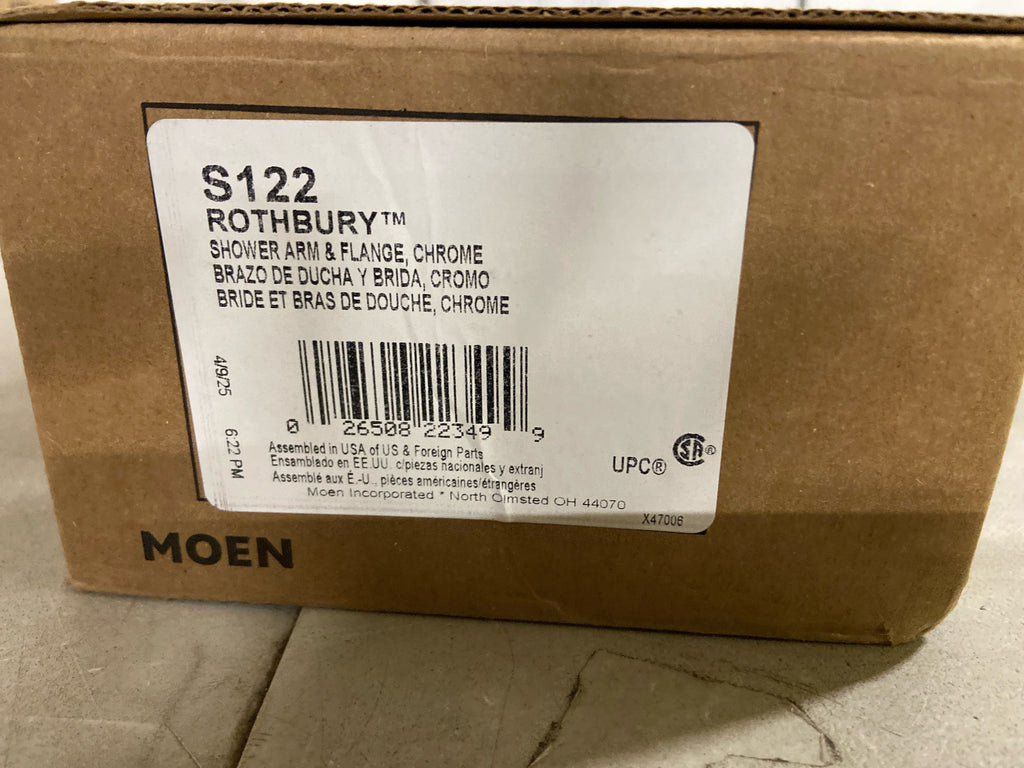 S122
ROTHBURY™
SHOWER ARM & FLANGE, CHROME
BRAZO DE DUCHA Y BRIDA, CROMO
BRIDE ET BRAS DE DOUCHE, CHROME
4/9/25 6:22 PM
0 26508 22349 9
Assembled in USA of US & Foreign Parts
Ensamblado en EE.UU. c/piezas nacionales y extranj
Assemblé aux É.-U., pièces américaines/étrangères
Moen Incorporated * North Olmsted OH 44070
UPC®
SA®
X47006
MOEN